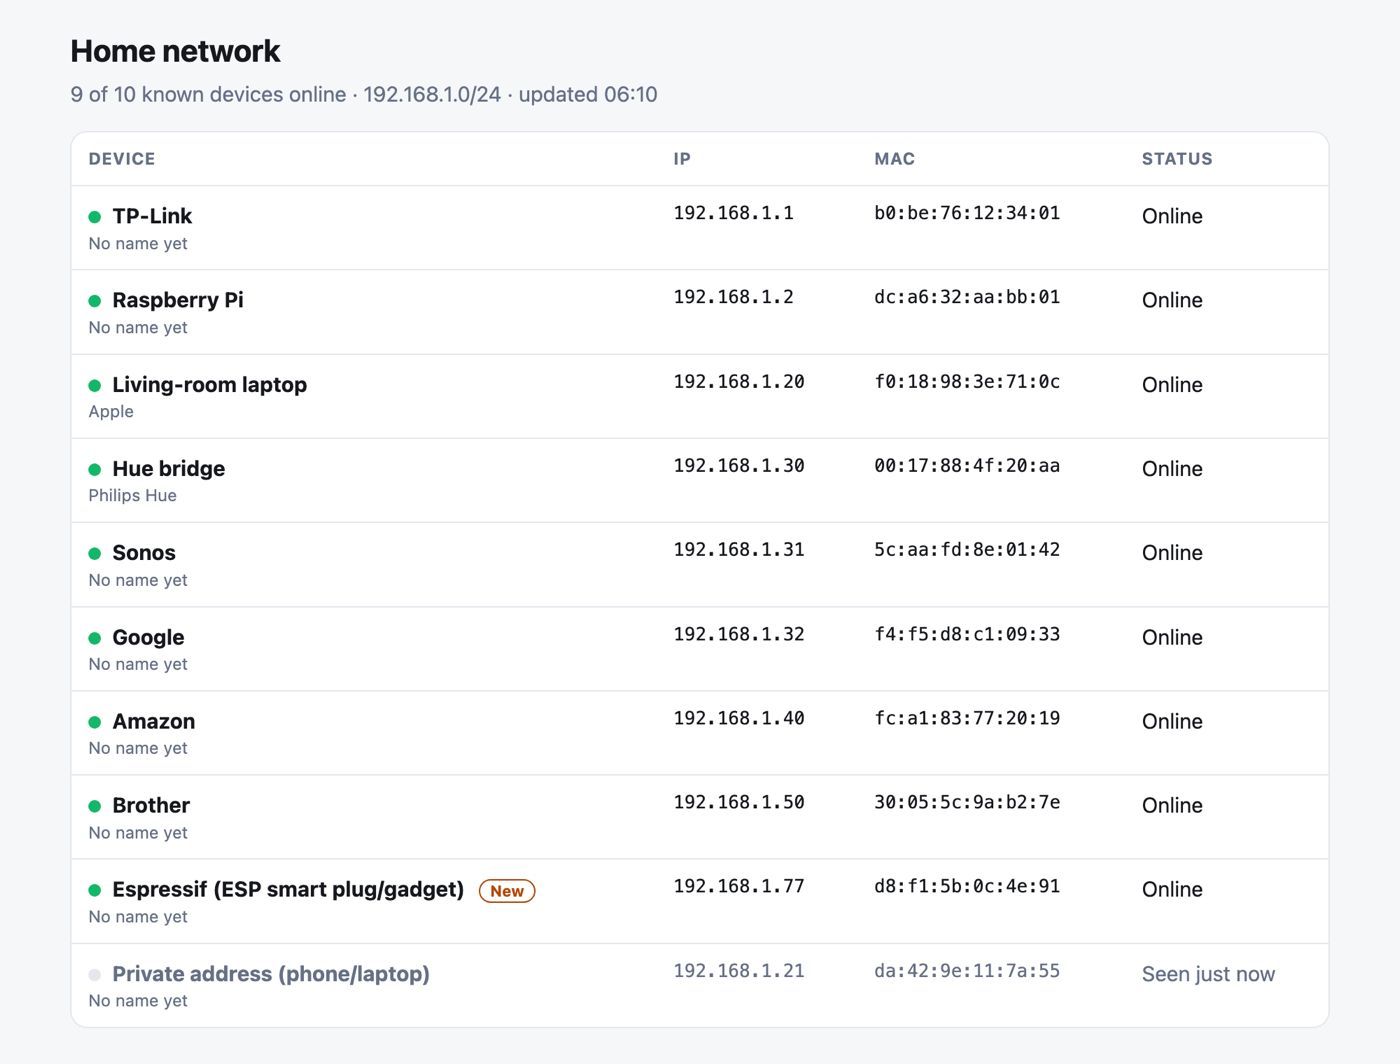 Home network
9 of 10 known devices online · 192.168.1.0/24 · updated 06:10
DEVICE IP MAC STATUS
TP-Link 192.168.1.1 b0:be:76:12:34:01 Online
No name yet
Raspberry Pi 192.168.1.2 dc:a6:32:aa:bb:01 Online
No name yet
Living-room laptop 192.168.1.20 f0:18:98:3e:71:0c Online
Apple
Hue bridge 192.168.1.30 00:17:88:4f:20:aa Online
Philips Hue
Sonos 192.168.1.31 5c:aa:fd:8e:01:42 Online
No name yet
Google 192.168.1.32 f4:f5:d8:c1:09:33 Online
No name yet
Amazon 192.168.1.40 fc:a1:83:77:20:19 Online
No name yet
Brother 192.168.1.50 30:05:5c:9a:b2:7e Online
No name yet
Espressif (ESP smart plug/gadget) New 192.168.1.77 d8:f1:5b:0c:4e:91 Online
No name yet
Private address (phone/laptop) 192.168.1.21 da:42:9e:11:7a:55 Seen just now
No name yet